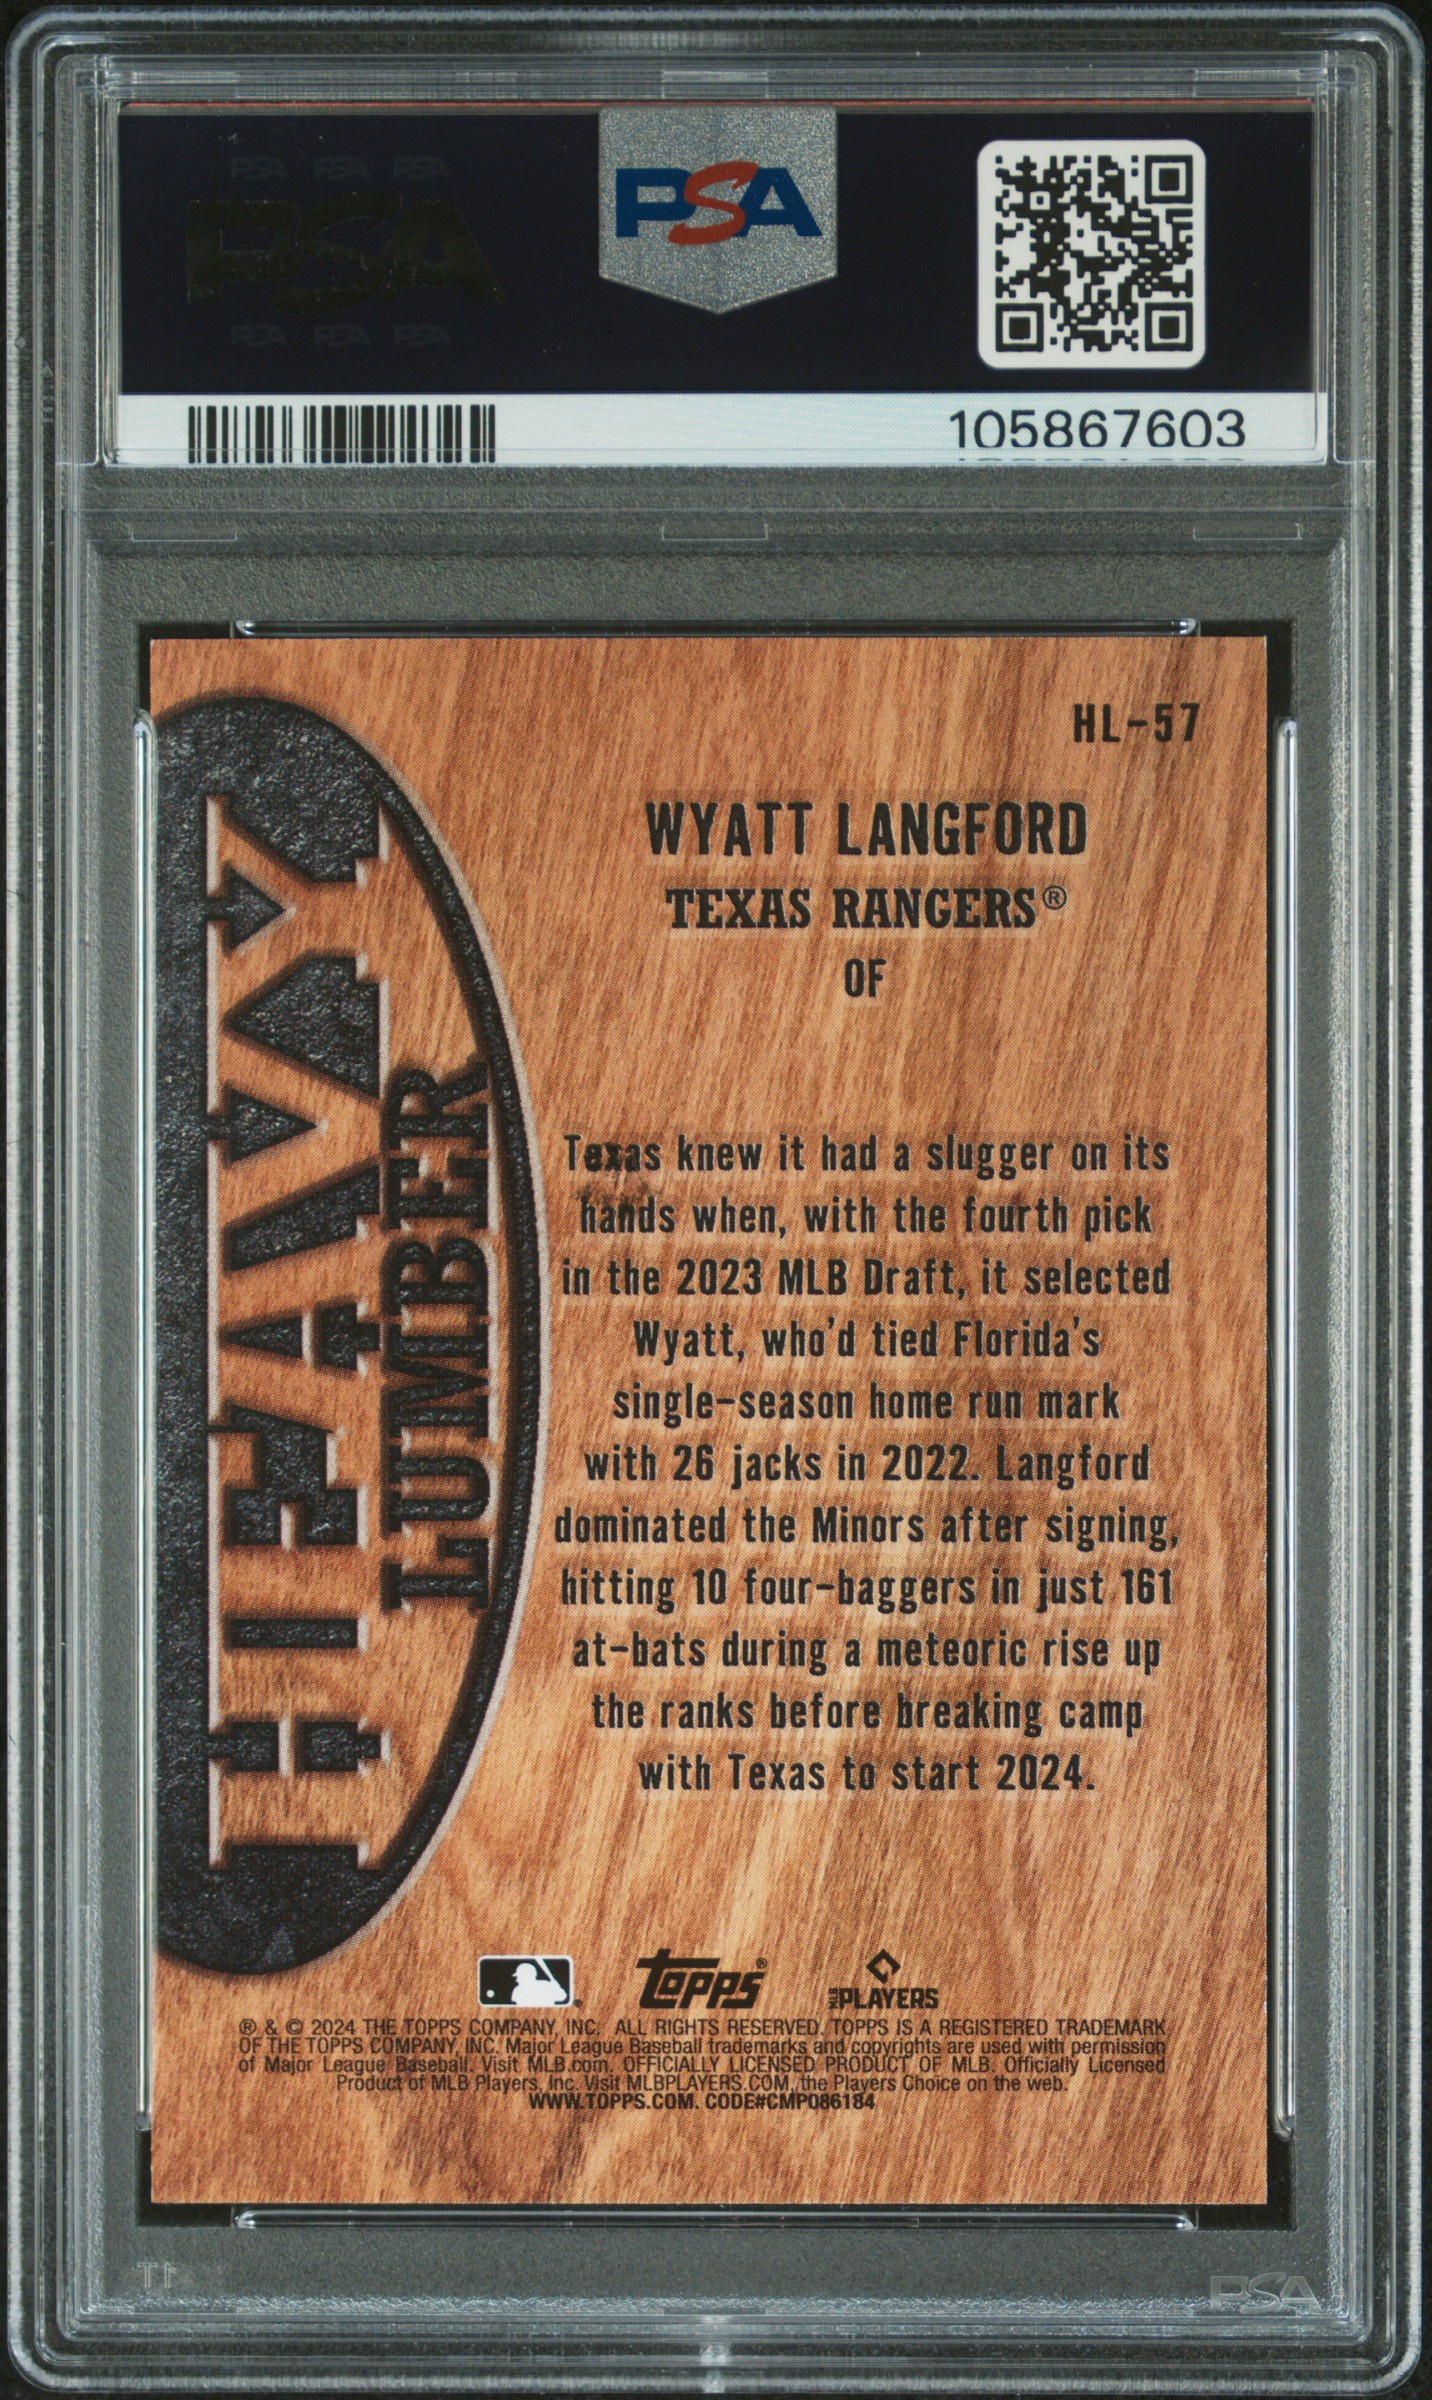 PSA PSA PSA
PSA
PSA PSA PSA
PSA
105867603
HL-57
WYATT LANGFORD
TEXAS RANGERS®
OF
HEAVY
LUMBER
Texas knew it had a slugger on its
hands when, with the fourth pick
in the 2023 MLB Draft, it selected
Wyatt, who'd tied Florida's
single-season home run mark
with 26 jacks in 2022. Langford
dominated the Minors after signing,
hitting 10 four-baggers in just 161
at-bats during a meteoric rise up
the ranks before breaking camp
with Texas to start 2024.
topps®
MLB PLAYERS
® & © 2024 THE TOPPS COMPANY, INC. ALL RIGHTS RESERVED. TOPPS IS A REGISTERED TRADEMARK
OF THE TOPPS COMPANY, INC. Major League Baseball trademarks and copyrights are used with permission
of Major League Baseball. Visit MLB.com. OFFICIALLY LICENSED PRODUCT OF MLB. Officially Licensed
Product of MLB Players, Inc. Visit MLBPLAYERS.COM, the Players Choice on the web.
WWW.TOPPS.COM. CODE#CMP086184
PSA